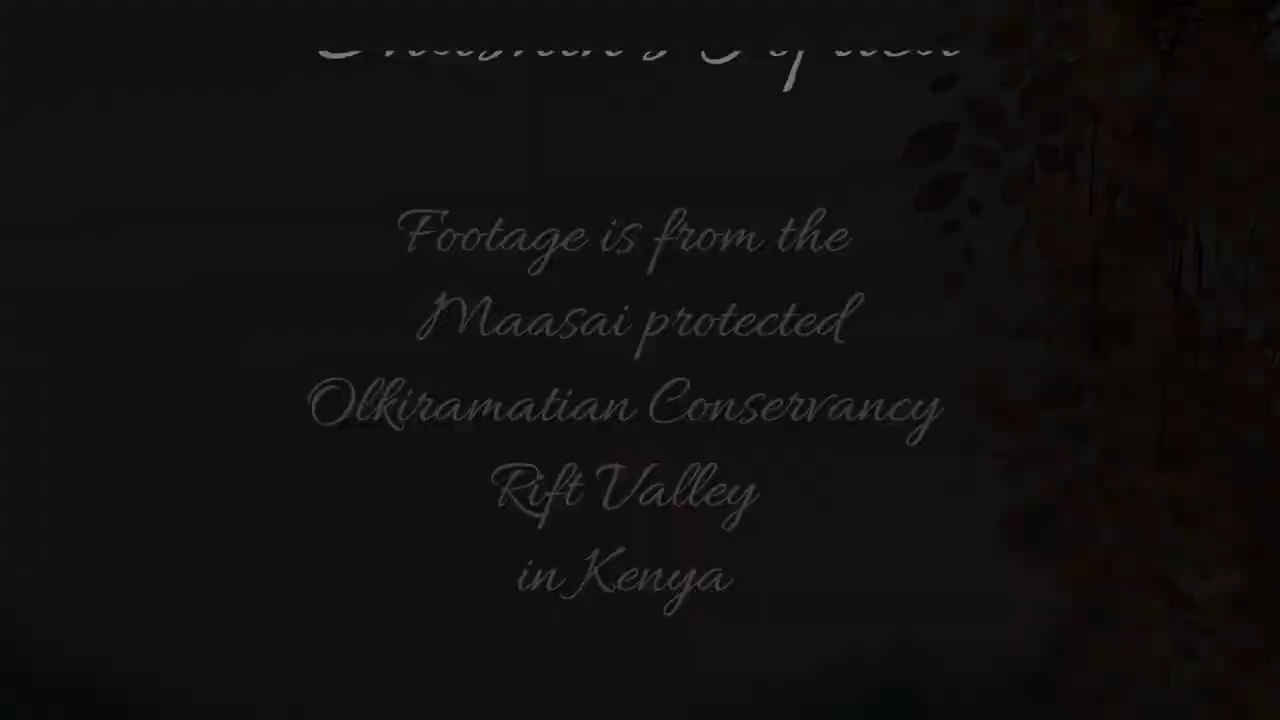 Footage is from the
Maasai protected
Olkiramatian Conservancy
Rift Valley
in Kenya